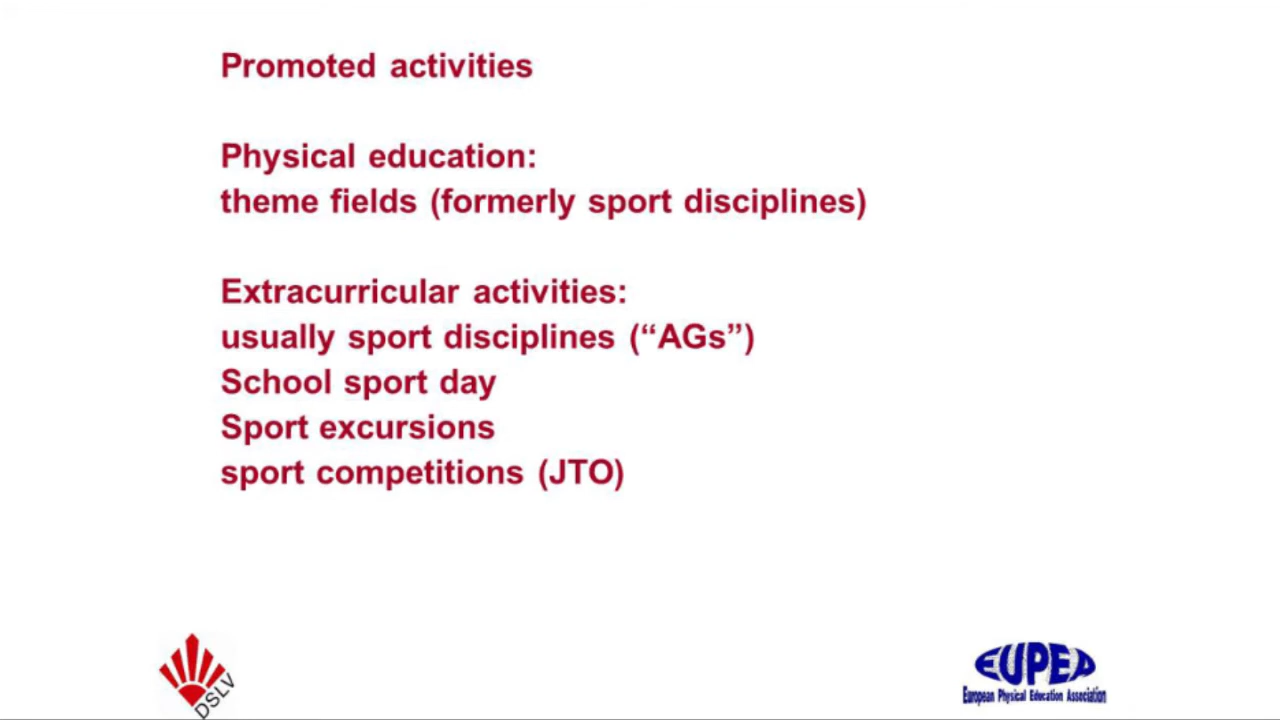 Promoted activities
Physical education:
theme fields (formerly sport disciplines)
Extracurricular activities:
usually sport disciplines (“AGs”)
School sport day
Sport excursions
sport competitions (JTO)
DSLV
EUPEA
European Physical Education Association